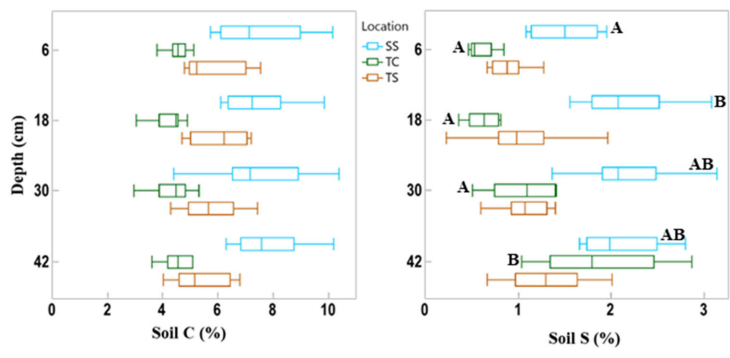 Depth (cm)
6
18
30
42
0 2 4 6 8 10
Soil C (%)
Location
SS
TC
TS
A
A
B
A
AB
A
AB
B
0 1 2 3
Soil S (%)